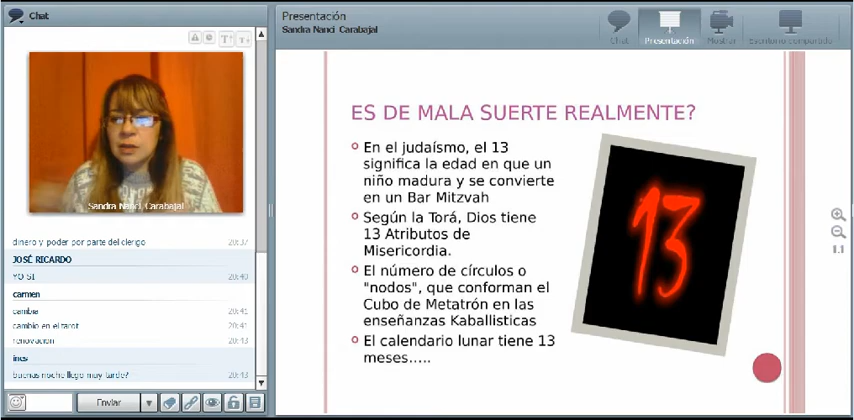 Chat
Sandra Nanci Carabajal
dinero y poder por parte del clerigo 20:37
JOSÉ RICARDO
YO SI 20:40
carmen
cambia 20:41
cambio en el tarot 20:41
renovacion 20:43
ines
buenas noche llego muy tarde? 20:43
Enviar
Presentación
Sandra Nanci Carabajal
Chat
Presentación
Mostrar
Escritorio compartido
ES DE MALA SUERTE REALMENTE?
En el judaísmo, el 13
significa la edad en que un
niño madura y se convierte
en un Bar Mitzvah
Según la Torá, Dios tiene
13 Atributos de
Misericordia.
El número de círculos o
"nodos", que conforman el
Cubo de Metatrón en las
enseñanzas Kaballisticas
El calendario lunar tiene 13
meses.....
13
1:1